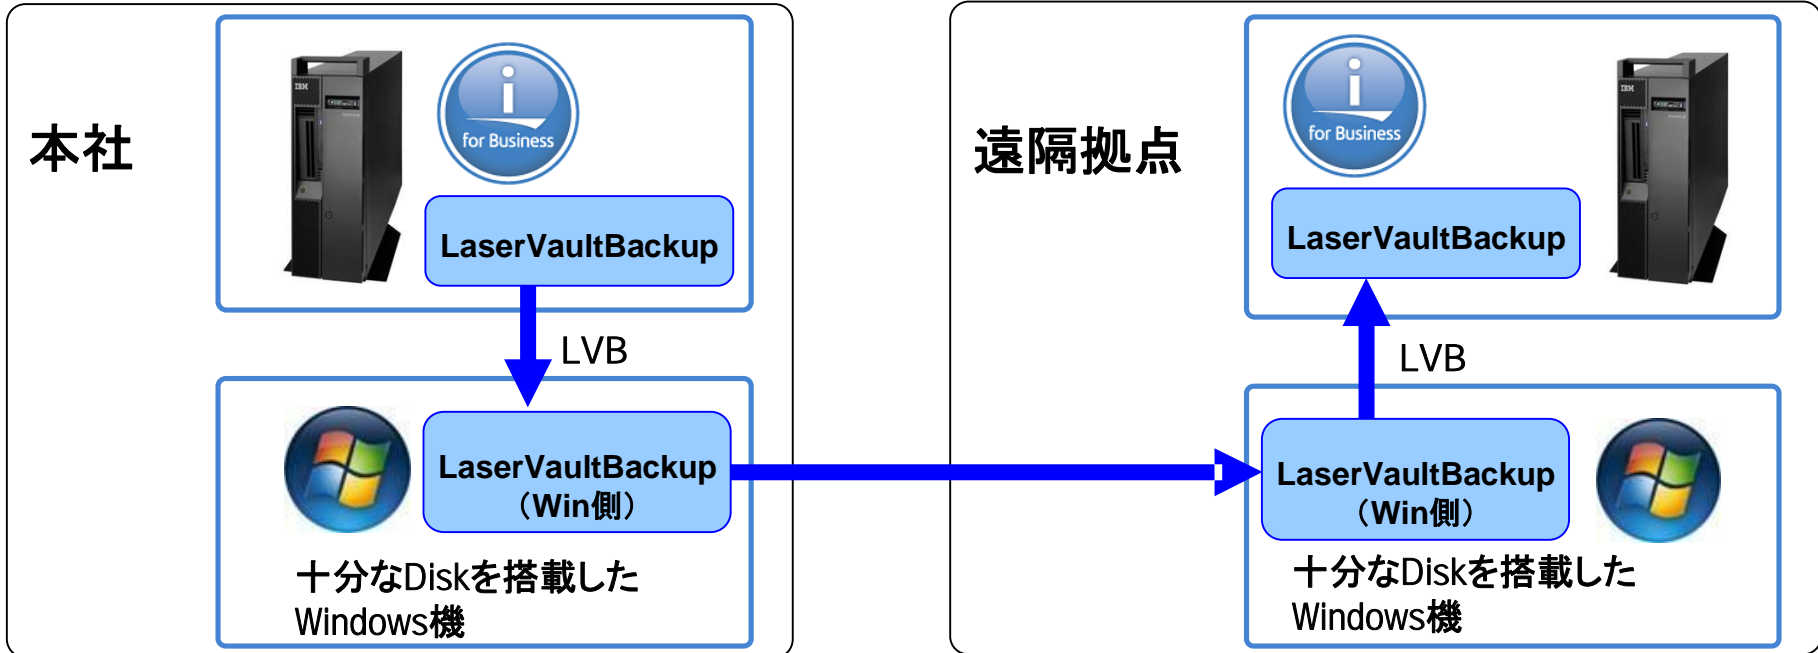 本社
IBM
i
for Business
LaserVaultBackup
LVB
LaserVaultBackup
（Win側）
十分なDiskを搭載した
Windows機
遠隔拠点
i
for Business
IBM
LaserVaultBackup
LVB
LaserVaultBackup
（Win側）
十分なDiskを搭載した
Windows機